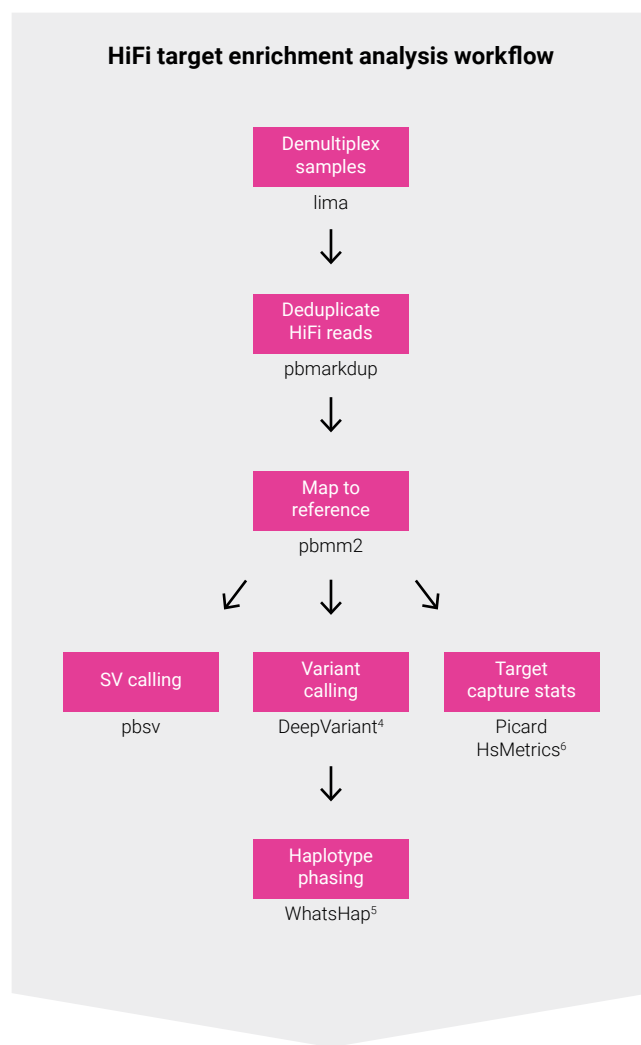 HiFi target enrichment analysis workflow
Demultiplex
samples
lima
Deduplicate
HiFi reads
pbmarkdup
Map to
reference
pbmm2
SV calling
pbsv
Variant
calling
DeepVariant⁴
Target
capture stats
Picard
HsMetrics⁶
Haplotype
phasing
WhatsHap⁵